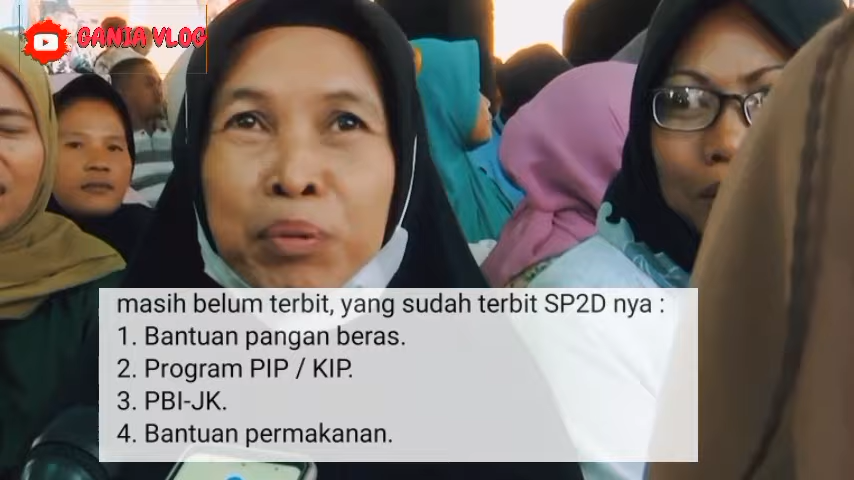 GANIA VLOG
masih belum terbit, yang sudah terbit SP2D nya :
1. Bantuan pangan beras.
2. Program PIP / KIP.
3. PBI-JK.
4. Bantuan permakanan.